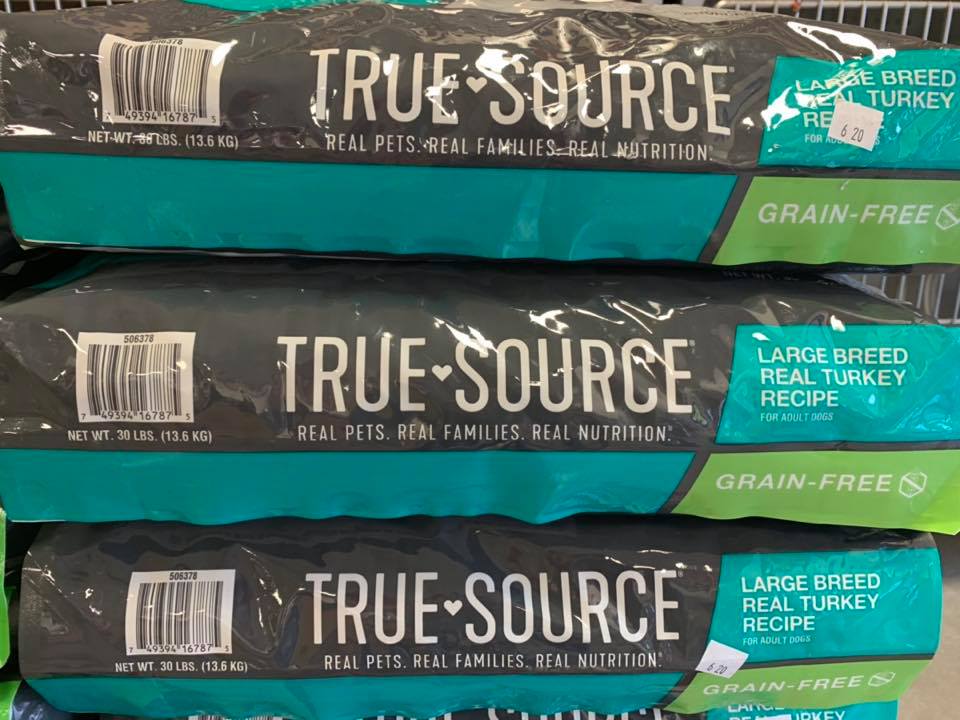 506378
7 49394 16787 5
NET WT. 30 LBS. (13.6 KG)
TRUE SOURCE
REAL PETS. REAL FAMILIES. REAL NUTRITION.
LARGE BREED
REAL TURKEY
6 20
GRAIN-FREE
506378
7 49394 16787 5
NET WT. 30 LBS. (13.6 KG)
TRUE SOURCE
REAL PETS. REAL FAMILIES. REAL NUTRITION.
LARGE BREED
REAL TURKEY
RECIPE
FOR ADULT DOGS
GRAIN-FREE
506378
7 49394 16787 5
NET WT. 30 LBS. (13.6 KG)
TRUE SOURCE
REAL PETS. REAL FAMILIES. REAL NUTRITION.
LARGE BREED
REAL TURKEY
RECIPE
FOR ADULT DOGS
6 20
GRAIN-FREE